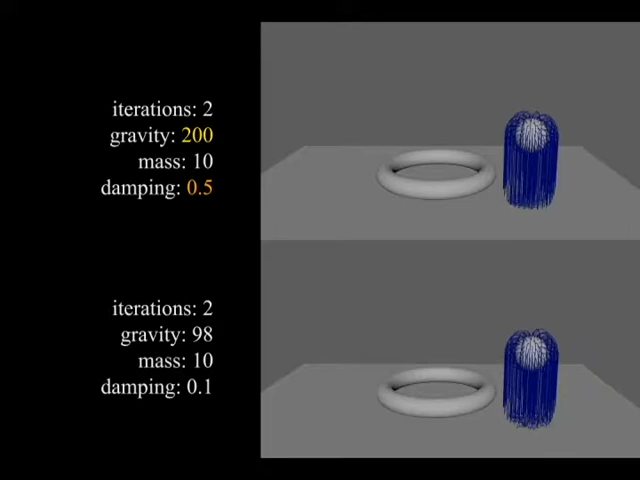 iterations: 2
gravity: 200
mass: 10
damping: 0.5
iterations: 2
gravity: 98
mass: 10
damping: 0.1